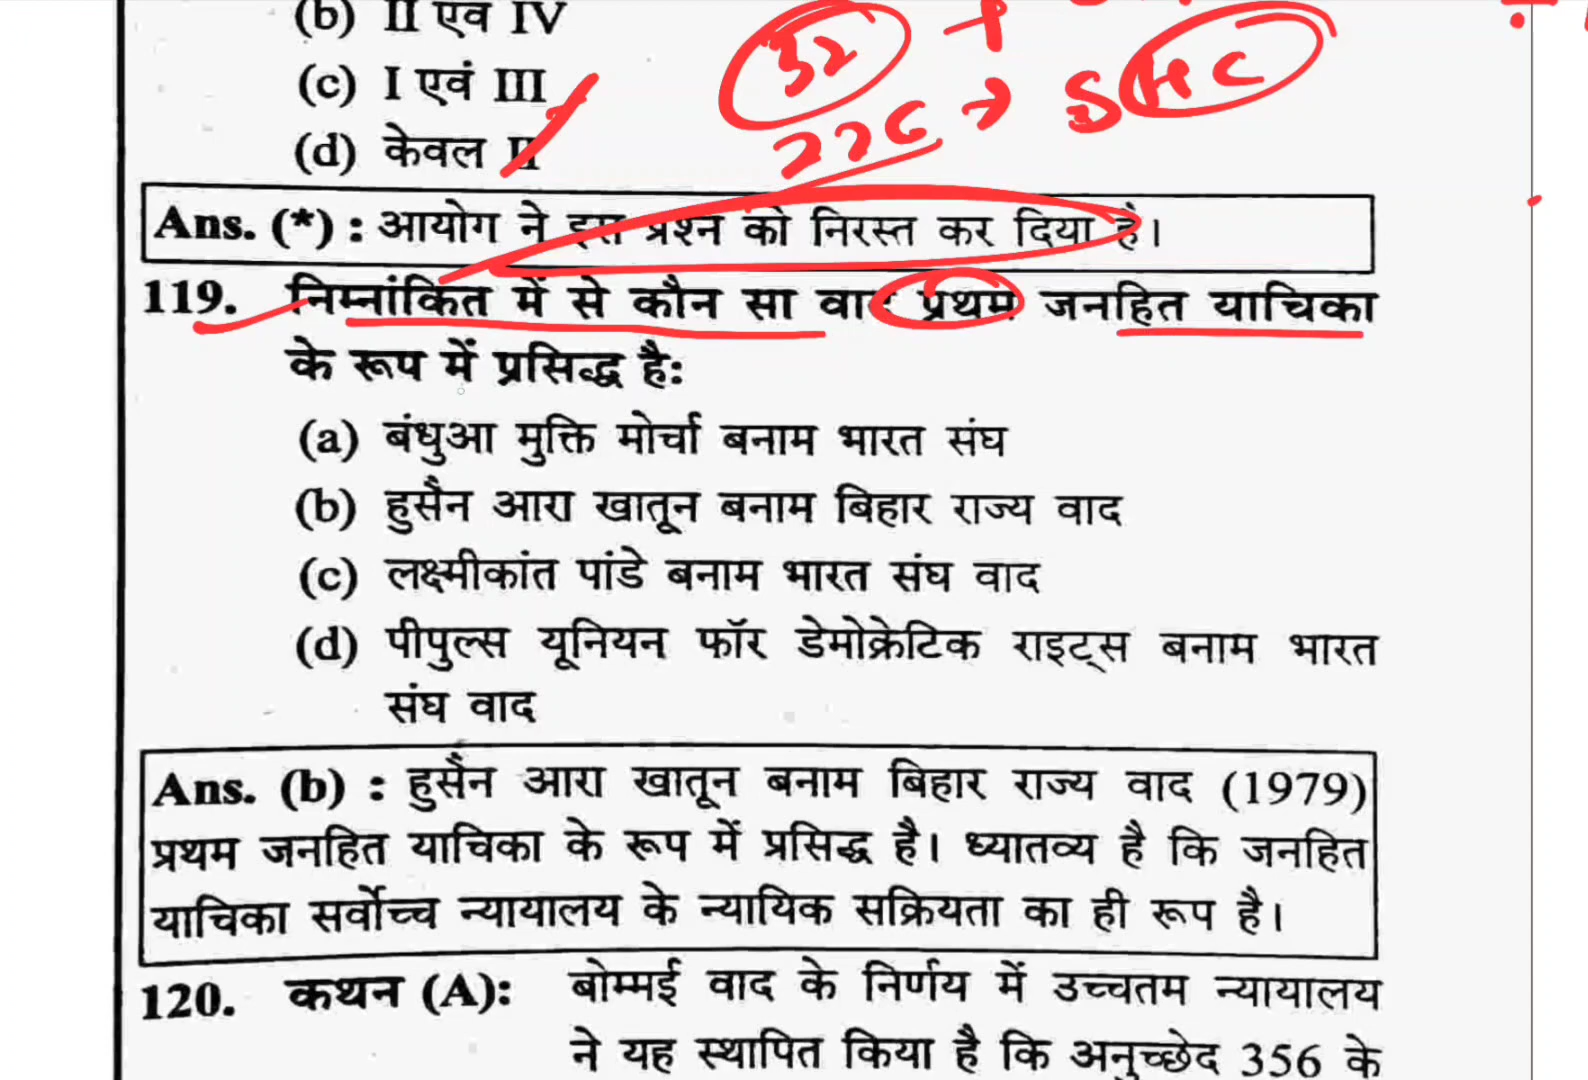 (b) II एवं IV
32
(c) I एवं III
226 → SHC
(d) केवल II
Ans. (*) : आयोग ने इस प्रश्न को निरस्त कर दिया है।
119. निम्नांकित में से कौन सा वाद प्रथम जनहित याचिका
के रूप में प्रसिद्ध है:
(a) बंधुआ मुक्ति मोर्चा बनाम भारत संघ
(b) हुसैन आरा खातून बनाम बिहार राज्य वाद
(c) लक्ष्मीकांत पांडे बनाम भारत संघ वाद
(d) पीपुल्स यूनियन फॉर डेमोक्रेटिक राइट्स बनाम भारत
संघ वाद
Ans. (b) : हुसैन आरा खातून बनाम बिहार राज्य वाद (1979)
प्रथम जनहित याचिका के रूप में प्रसिद्ध है। ध्यातव्य है कि जनहित
याचिका सर्वोच्च न्यायालय के न्यायिक सक्रियता का ही रूप है।
120. कथन (A): बोम्मई वाद के निर्णय में उच्चतम न्यायालय
ने यह स्थापित किया है कि अनुच्छेद 356 के